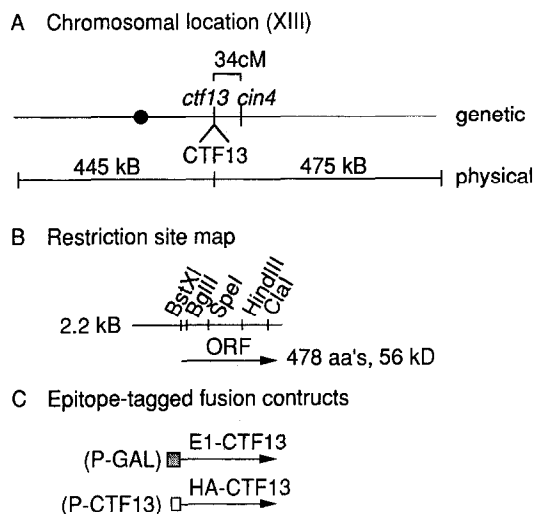 A Chromosomal location (XIII)
34cM
ctf13 cin4
genetic
CTF13
445 kB
475 kB
physical
B Restriction site map
BstXI
BglII
SpeI
HindIII
ClaI
2.2 kB
ORF
478 aa's, 56 kD
C Epitope-tagged fusion contructs
E1-CTF13
(P-GAL)
HA-CTF13
(P-CTF13)